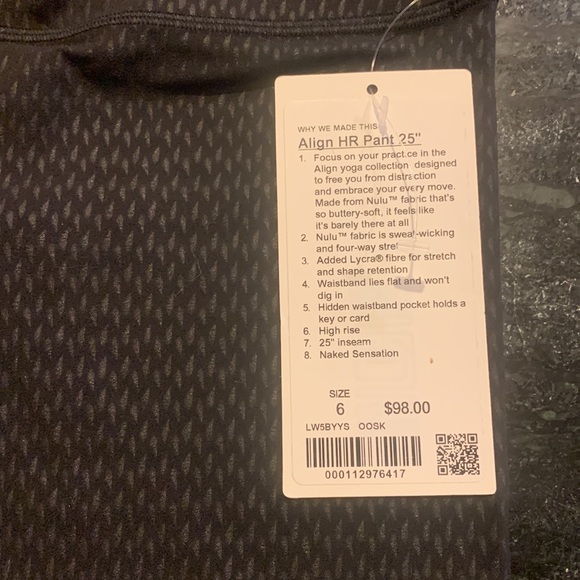 WHY WE MADE THIS
Align HR Pant 25"
1. Focus on your practice in the
Align yoga collection designed
to free you from distraction
and embrace your every move.
Made from Nulu™ fabric that's
so buttery-soft, it feels like
it's barely there at all
2. Nulu™ fabric is sweat-wicking
and four-way
3. Added Lycra® fibre for stretch
and shape retention
4. Waistband lies flat and won't
dig in
5. Hidden waistband pocket holds a
key or card
6. High rise
7. 25" inseam
8. Naked Sensation
SIZE
6 $98.00
LW5BYYS OOSK
000112976417